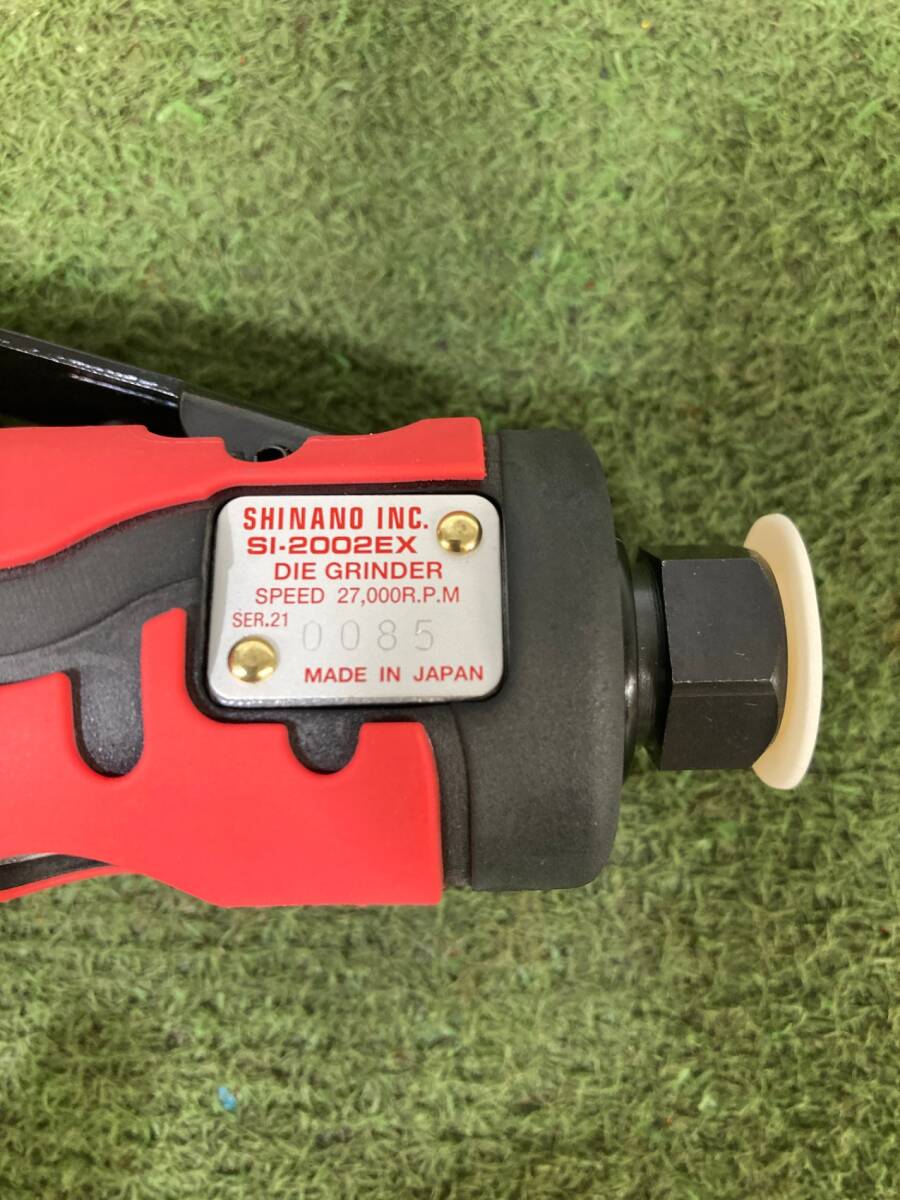 SHINANO INC.
SI-2002EX
DIE GRINDER
SPEED 27,000R.P.M
SER.21 0085
MADE IN JAPAN